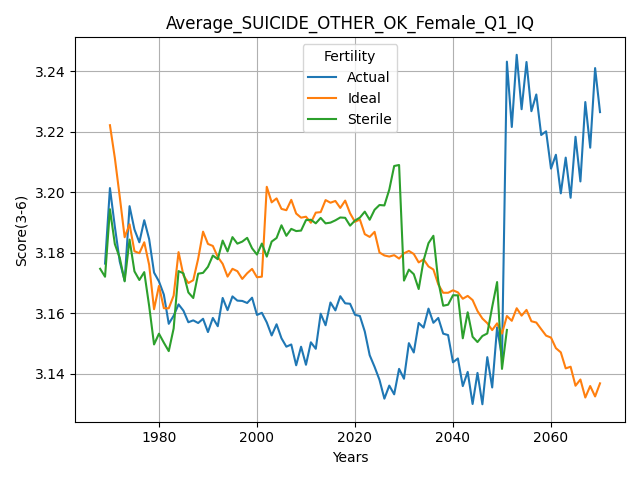 Average_SUICIDE_OTHER_OK_Female_Q1_IQ
Fertility
Actual
Ideal
Sterile
Score(3-6)
3.24
3.22
3.20
3.18
3.16
3.14
1980
2000
2020
2040
2060
Years